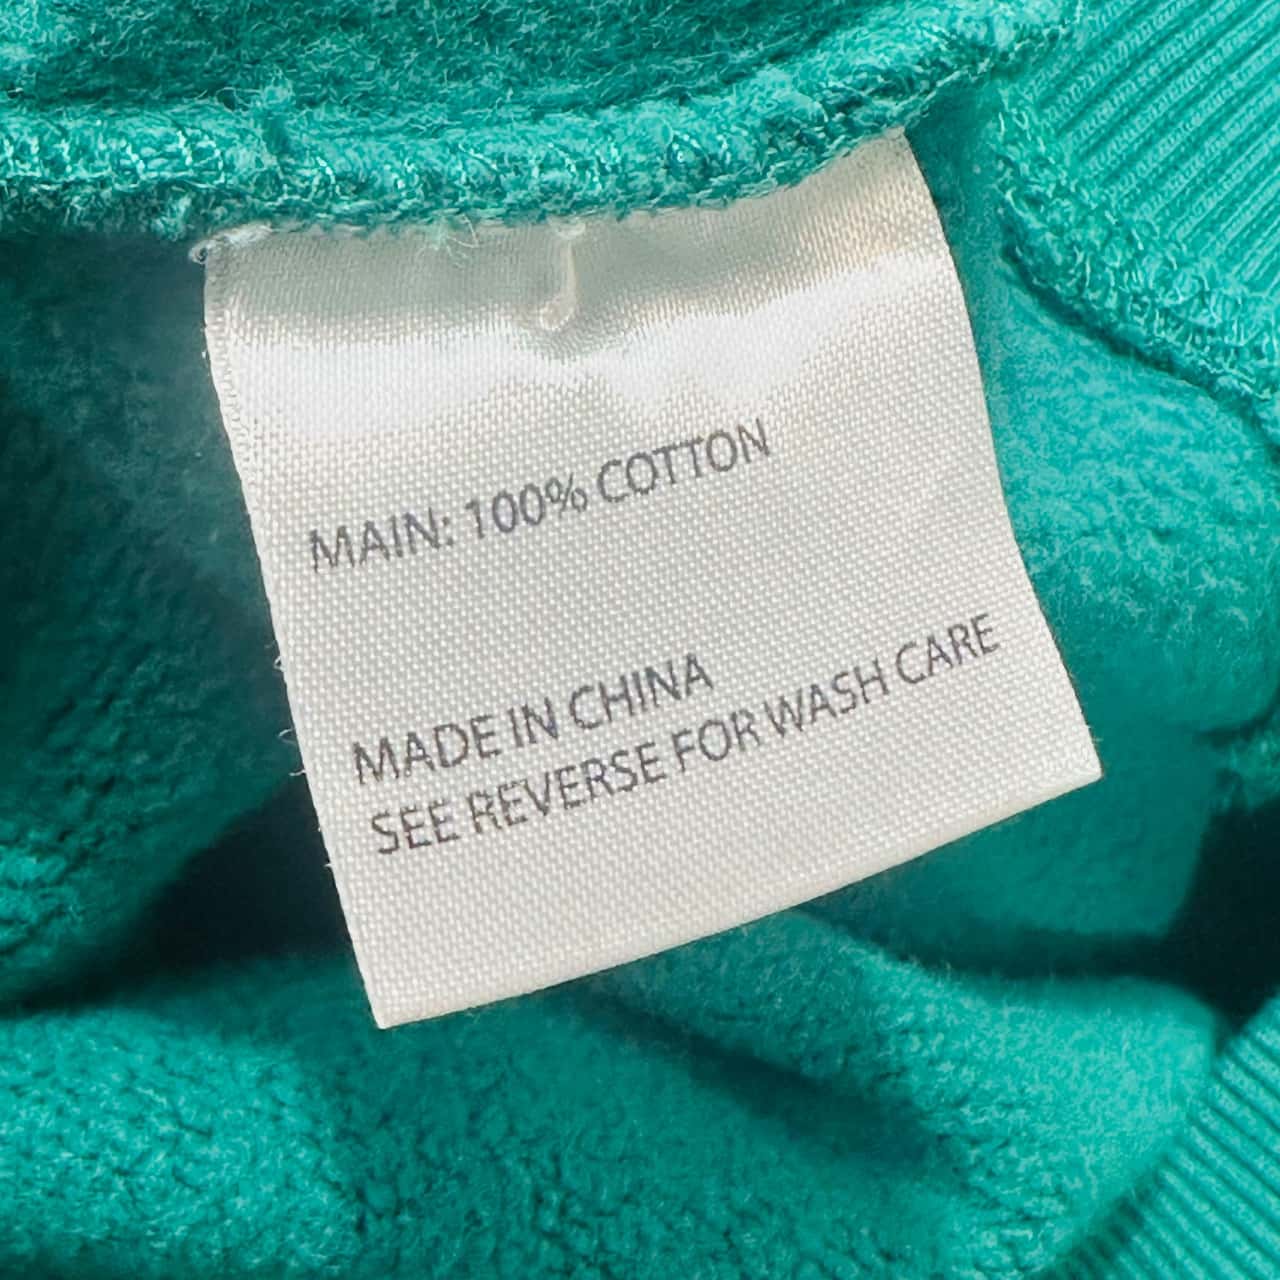 MAIN: 100% COTTON
MADE IN CHINA
SEE REVERSE FOR WASH CARE